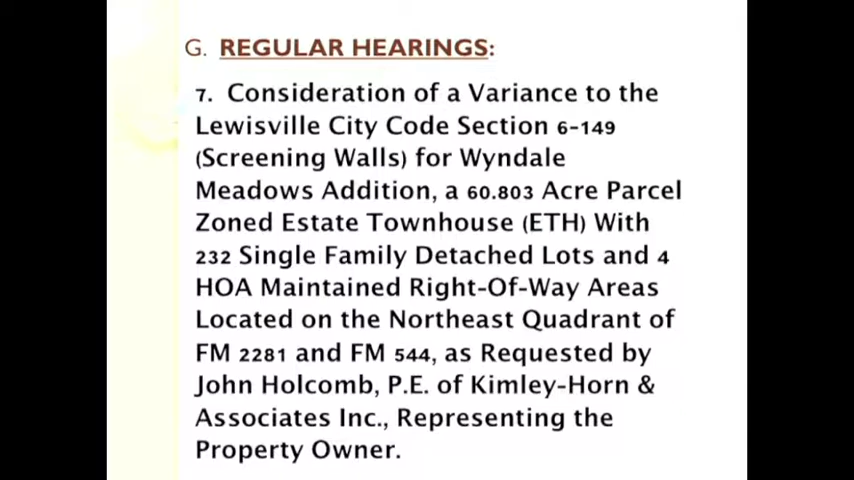 G. REGULAR HEARINGS:
7. Consideration of a Variance to the
Lewisville City Code Section 6-149
(Screening Walls) for Wyndale
Meadows Addition, a 60.803 Acre Parcel
Zoned Estate Townhouse (ETH) With
232 Single Family Detached Lots and 4
HOA Maintained Right-Of-Way Areas
Located on the Northeast Quadrant of
FM 2281 and FM 544, as Requested by
John Holcomb, P.E. of Kimley-Horn &
Associates Inc., Representing the
Property Owner.